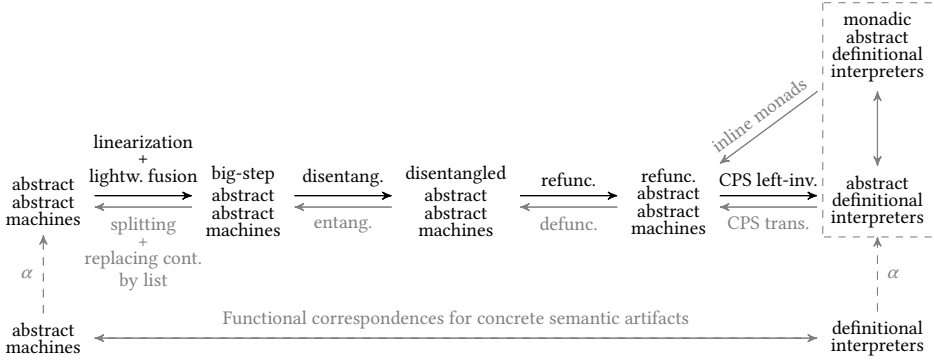 monadic
abstract
definitional
interpreters
inline monads
linearization
+
lightw. fusion
abstract
abstract
machines
splitting
+
replacing cont.
by list
big-step
abstract
abstract
machines
disentang.
entang.
disentangled
abstract
abstract
machines
refunc.
defunc.
refunc.
abstract
abstract
machines
CPS left-inv.
CPS trans.
abstract
definitional
interpreters
α
α
abstract
machines
Functional correspondences for concrete semantic artifacts
definitional
interpreters